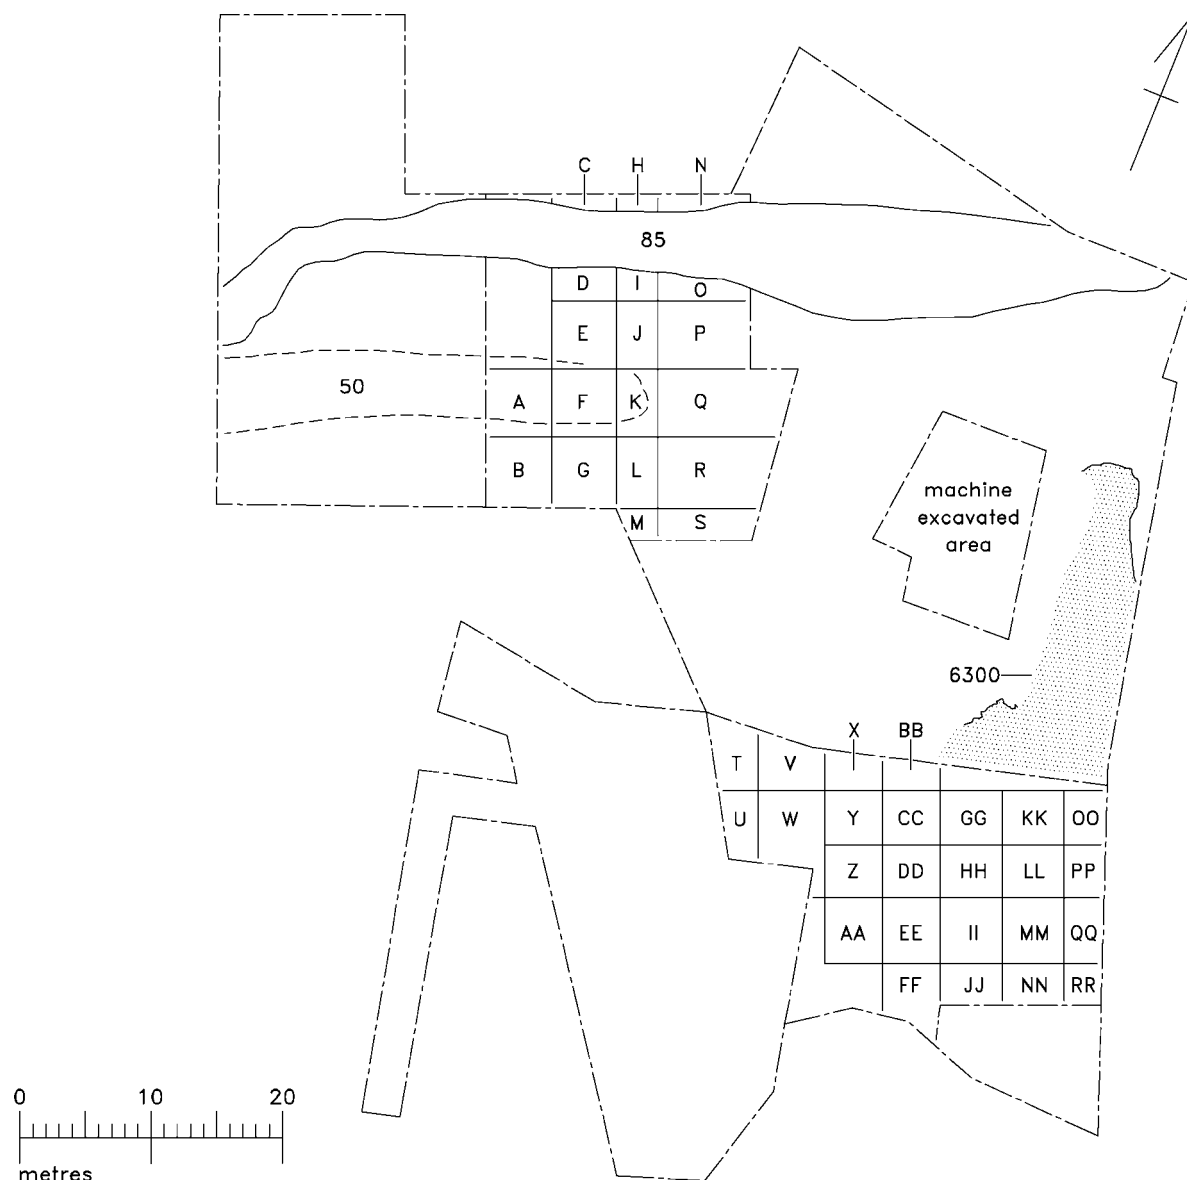 C H N
85
D I O
E J P
50
A F K Q
B G L R
M S
machine
excavated
area
6300
X BB
T V
U W Y CC GG KK OO
Z DD HH LL PP
AA EE II MM QQ
FF JJ NN RR
0 10 20
metres